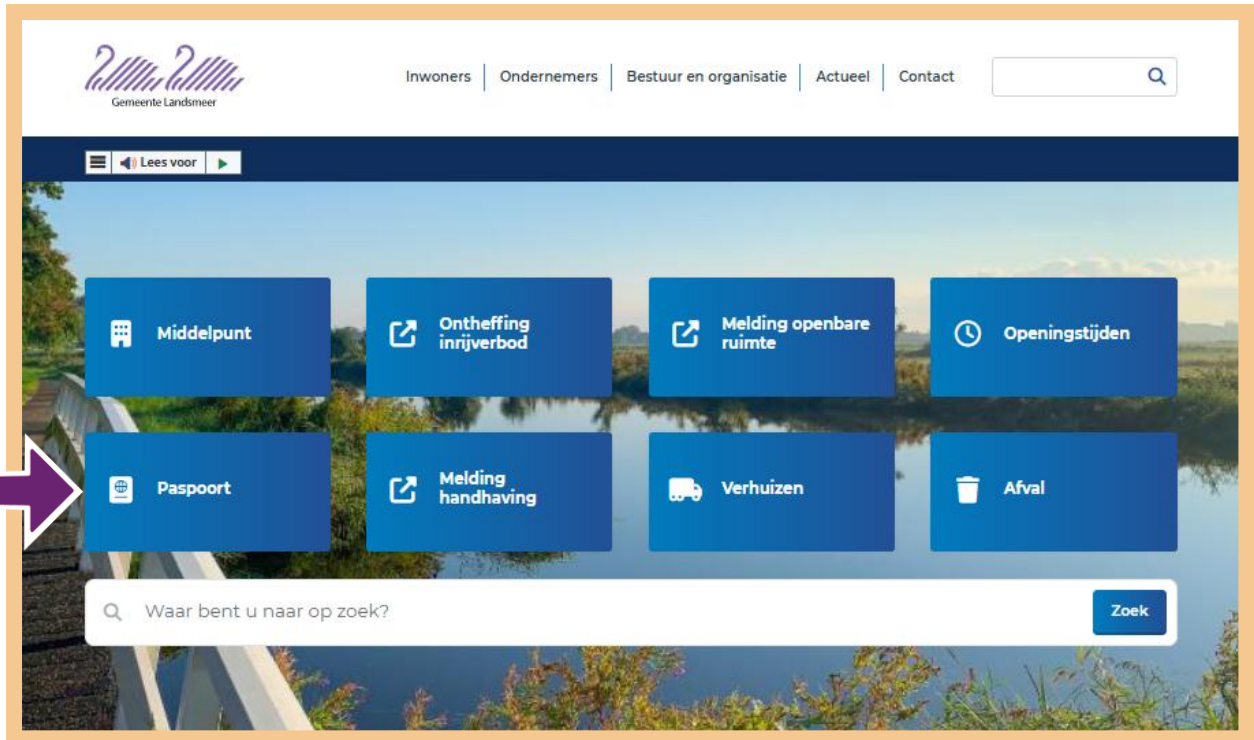 Gemeente Landsmeer
Inwoners
Ondernemers
Bestuur en organisatie
Actueel
Contact
Lees voor
Middelpunt
Ontheffing
inrijverbod
Melding openbare
ruimte
Openingstijden
Paspoort
Melding
handhaving
Verhuizen
Afval
Waar bent u naar op zoek?
Zoek